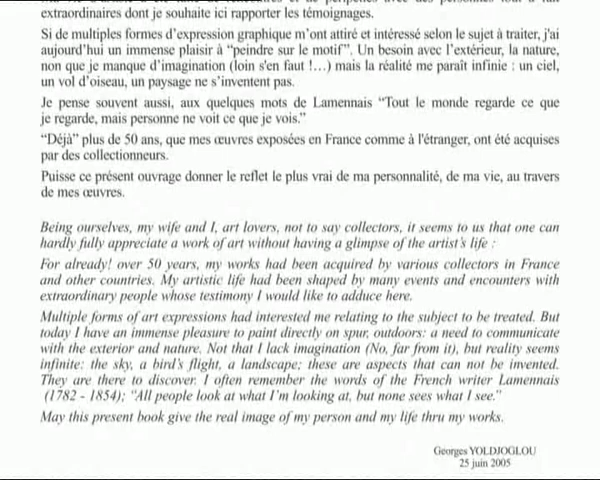 extraordinaires dont je souhaite ici rapporter les témoignages.
Si de multiples formes d'expression graphique m'ont attiré et intéressé selon le sujet à traiter, j'ai
aujourd'hui un immense plaisir à “peindre sur le motif”. Un besoin avec l'extérieur, la nature,
non que je manque d'imagination (loin s'en faut !…) mais la réalité me paraît infinie : un ciel,
un vol d'oiseau, un paysage ne s'inventent pas.
Je pense souvent aussi, aux quelques mots de Lamennais “Tout le monde regarde ce que
je regarde, mais personne ne voit ce que je vois.”
“Déjà” plus de 50 ans, que mes œuvres exposées en France comme à l'étranger, ont été acquises
par des collectionneurs.
Puisse ce présent ouvrage donner le reflet le plus vrai de ma personnalité, de ma vie, au travers
de mes œuvres.
Being ourselves, my wife and I, art lovers, not to say collectors, it seems to us that one can
hardly fully appreciate a work of art without having a glimpse of the artist's life :
For already! over 50 years, my works had been acquired by various collectors in France
and other countries. My artistic life had been shaped by many events and encounters with
extraordinary people whose testimony I would like to adduce here.
Multiple forms of art expressions had interested me relating to the subject to be treated. But
today I have an immense pleasure to paint directly on spur, outdoors: a need to communicate
with the exterior and nature. Not that I lack imagination (No, far from it), but reality seems
infinite: the sky, a bird's flight, a landscape; these are aspects that can not be invented.
They are there to discover. I often remember the words of the French writer Lamennais
(1782 - 1854); “All people look at what I'm looking at, but none sees what I see.”
May this present book give the real image of my person and my life thru my works.
Georges YOLDJOGLOU
25 juin 2005